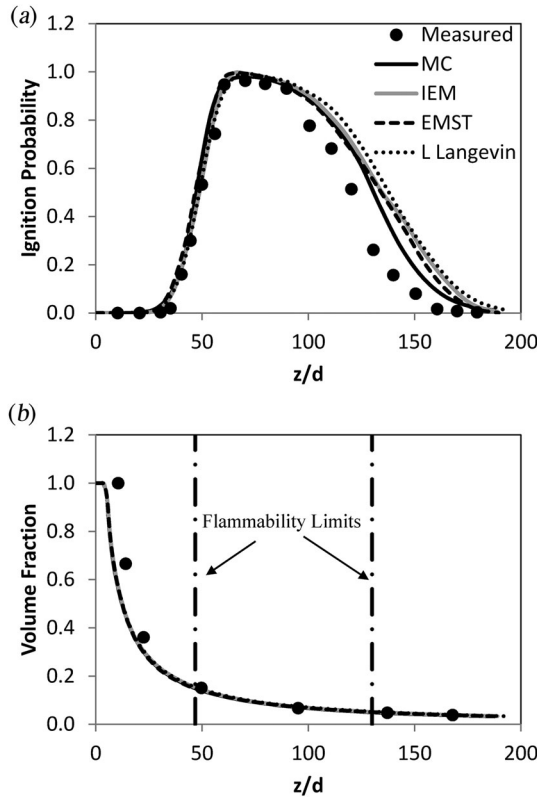 (a)
1.2
1.0
0.8
0.6
0.4
0.2
0.0
Ignition Probability
Measured
MC
IEM
EMST
L Langevin
0 50 100 150 200
z/d
(b)
1.2
1.0
0.8
0.6
0.4
0.2
0.0
Volume Fraction
Flammability Limits
0 50 100 150 200
z/d